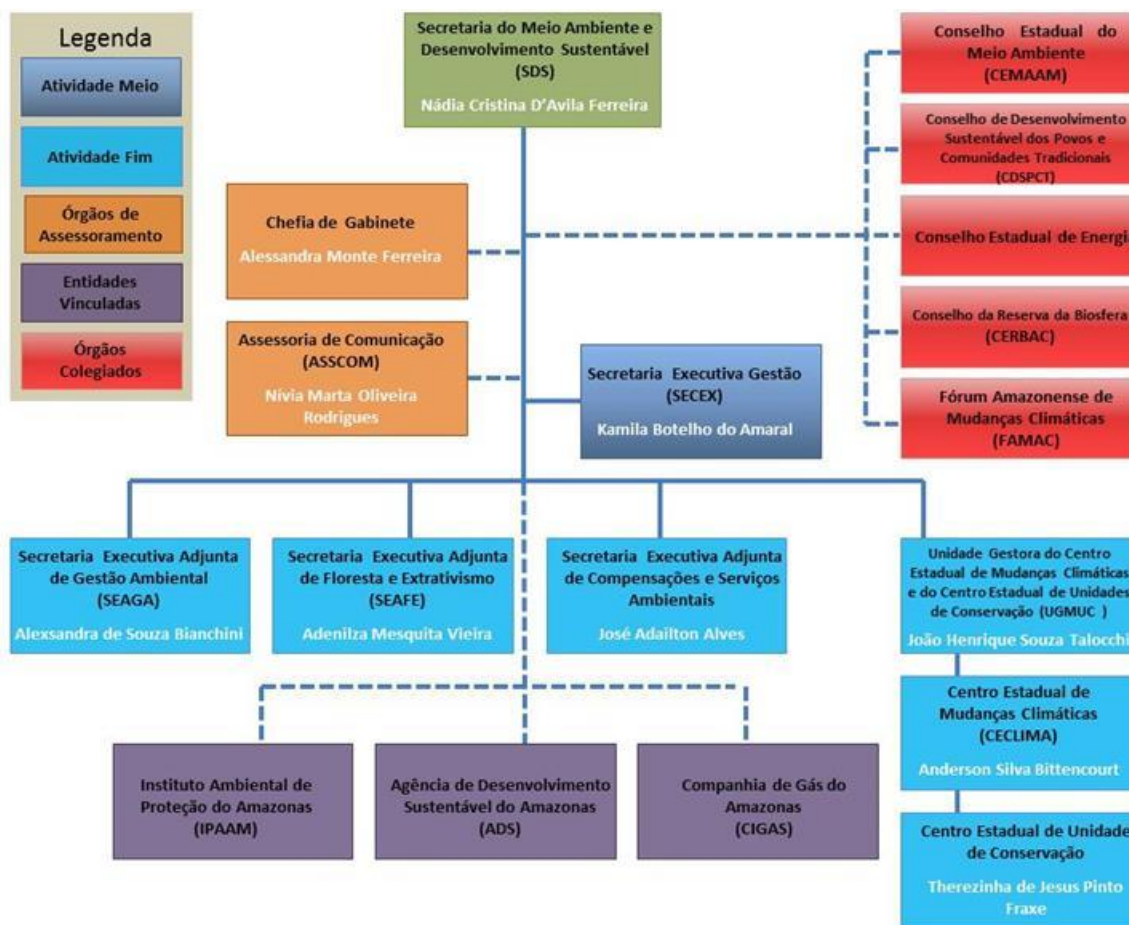 Legenda
Atividade Meio
Atividade Fim
Órgãos de
Assessoramento
Entidades
Vinculadas
Órgãos
Colegiados
Secretaria do Meio Ambiente e
Desenvolvimento Sustentável
(SDS)
Nádia Cristina D'Avila Ferreira
Conselho Estadual do
Meio Ambiente
(CEMAAM)
Conselho de Desenvolvimento
Sustentável dos Povos e
Comunidades Tradicionais
(CDSPCT)
Conselho Estadual de Energi
Conselho da Reserva da Biosfera
(CERBAC)
Fórum Amazonense de
Mudanças Climáticas
(FAMAC)
Chefia de Gabinete
Alessandra Monte Ferreira
Assessoria de Comunicação
(ASSCOM)
Nívia Marta Oliveira
Rodrigues
Secretaria Executiva Gestão
(SECEX)
Kamila Botelho do Amaral
Secretaria Executiva Adjunta
de Gestão Ambiental
(SEAGA)
Alexsandra de Souza Bianchini
Secretaria Executiva Adjunta
de Floresta e Extrativismo
(SEAFE)
Adenilza Mesquita Vieira
Secretaria Executiva Adjunta
de Compensações e Serviços
Ambientais
José Adailton Alves
Unidade Gestora do Centro
Estadual de Mudanças Climáticas
e do Centro Estadual de Unidades
de Conservação (UGMUC )
João Henrique Souza Talocchi
Centro Estadual de
Mudanças Climáticas
(CECLIMA)
Anderson Silva Bittencourt
Centro Estadual de Unidade
de Conservação
Therezinha de Jesus Pinto
Fraxe
Instituto Ambiental de
Proteção do Amazonas
(IPAAM)
Agência de Desenvolvimento
Sustentável do Amazonas
(ADS)
Companhia de Gás do
Amazonas
(CIGAS)